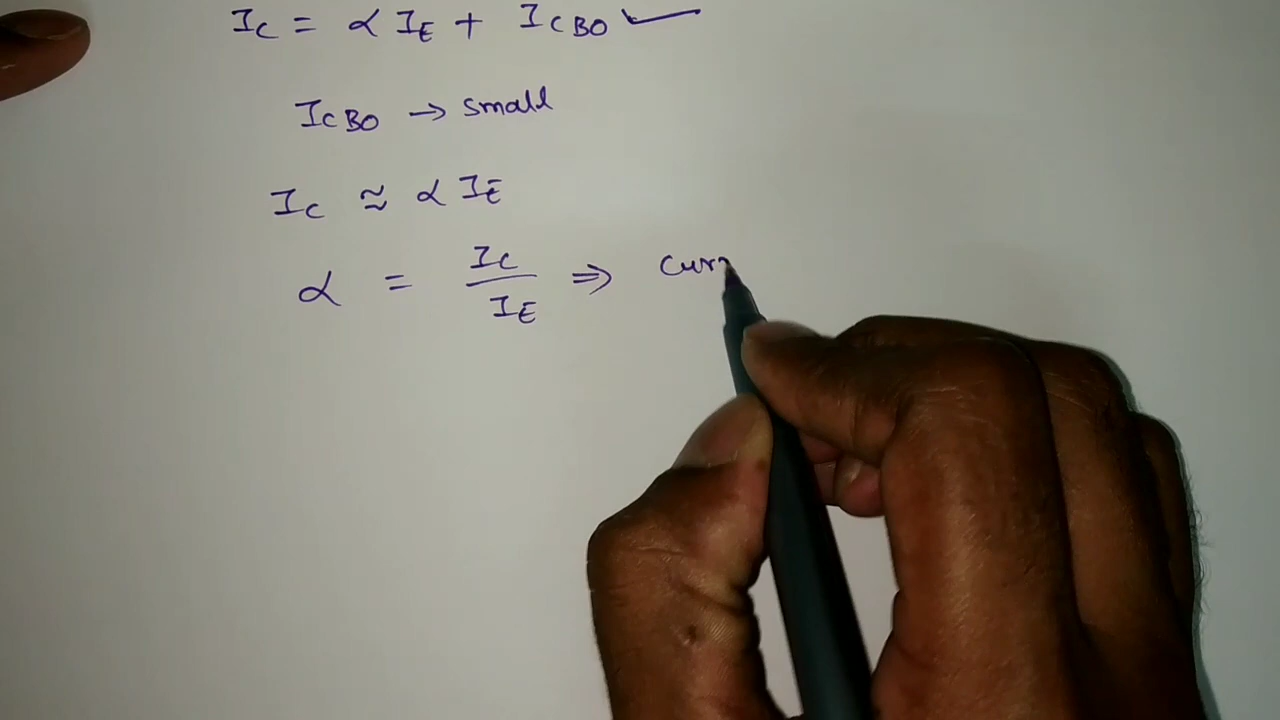 IC = α IE + ICBO
ICBO → small
IC ≈ α IE
α = IC / IE ⇒ Curr